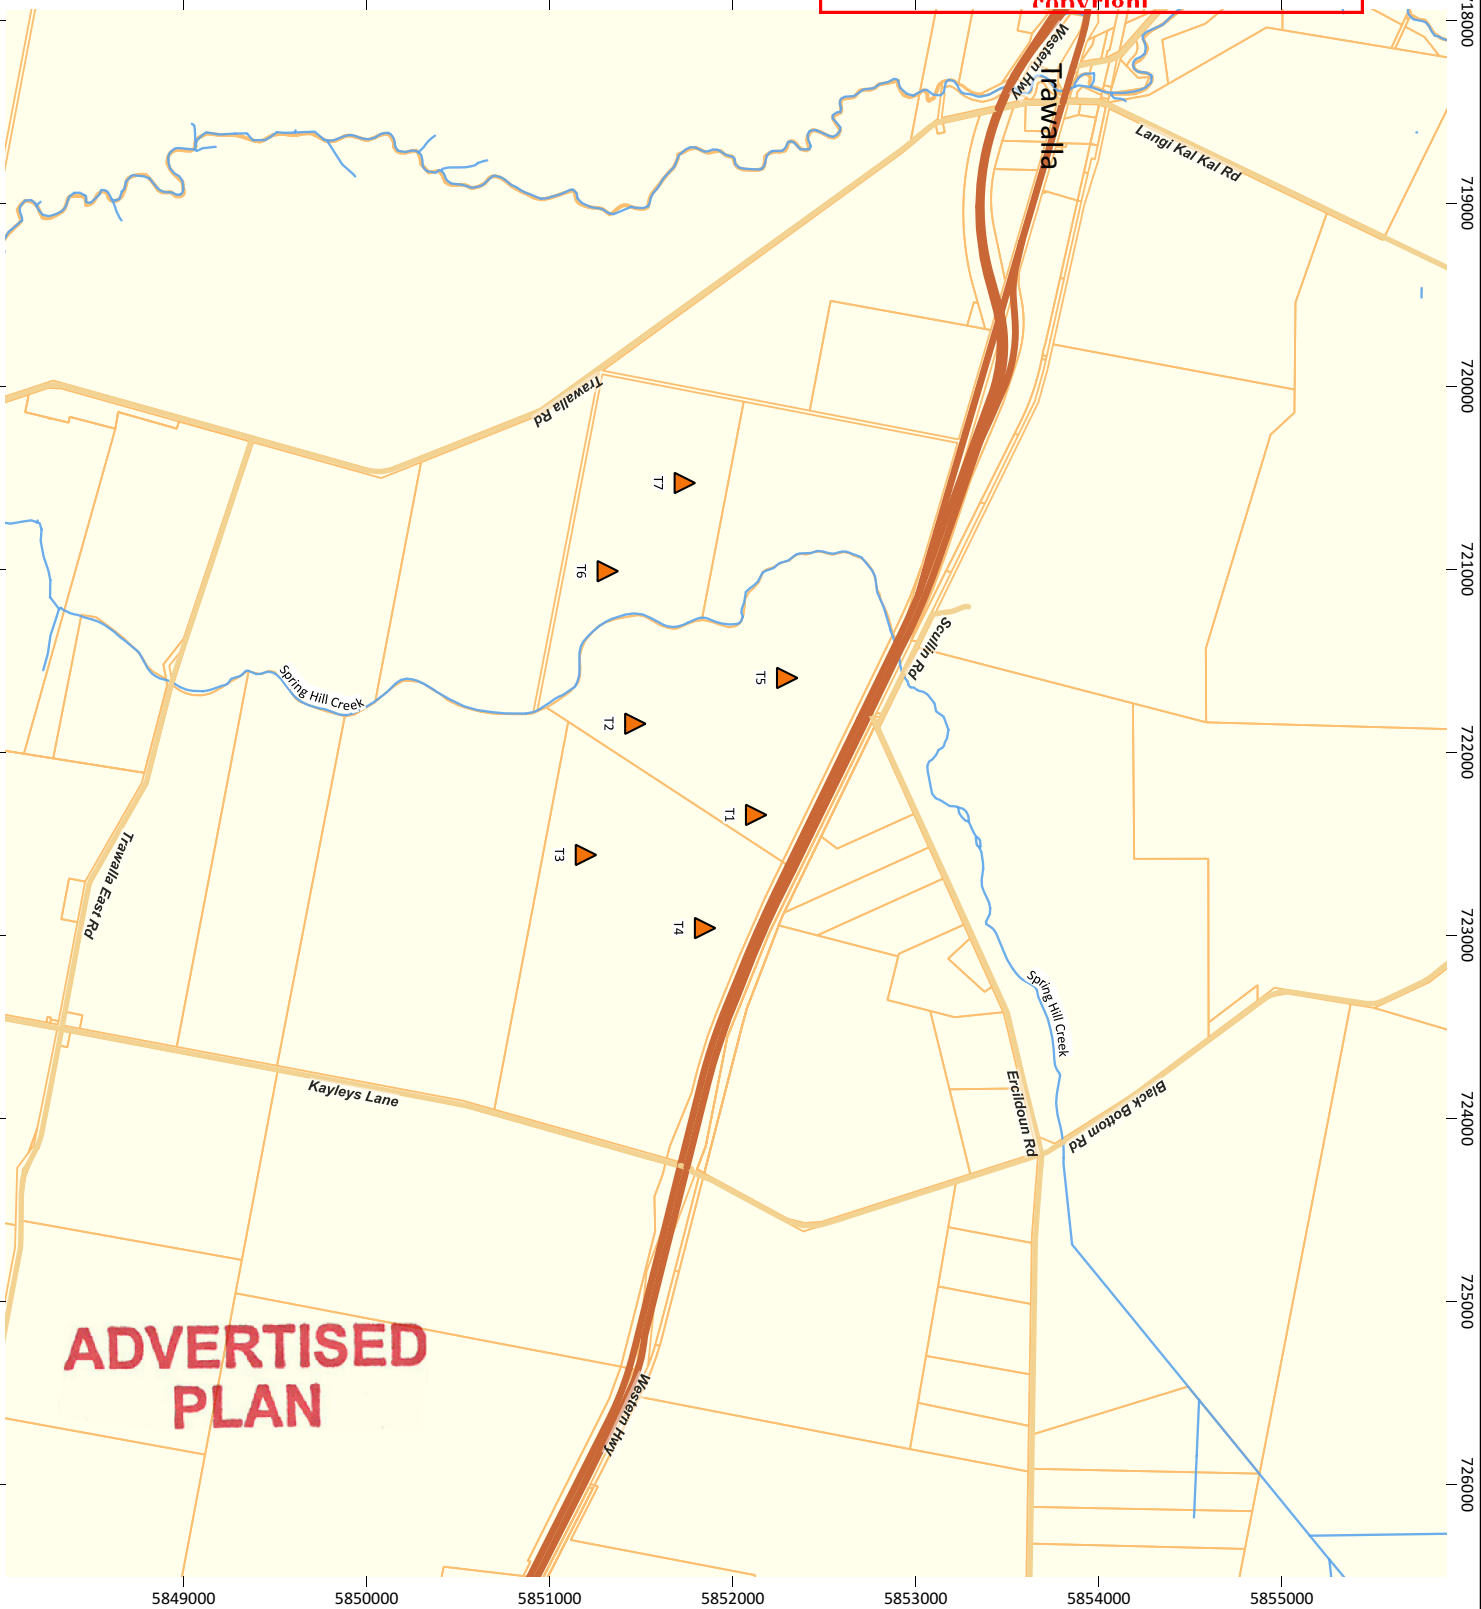 copyright
718000
Western Hwy
Trawalla
Langi Kal Kal Rd
719000
Trawalla Rd
720000
T7
T6
721000
Scullin Rd
Spring Hill Creek
T5
T2
722000
T1
Trawalla East Rd
T3
T4
723000
Spring Hill Creek
Ercildoun Rd
Kayleys Lane
Black Bottom Rd
724000
725000
ADVERTISED
PLAN
Western Hwy
726000
5849000 5850000 5851000 5852000 5853000 5854000 5855000